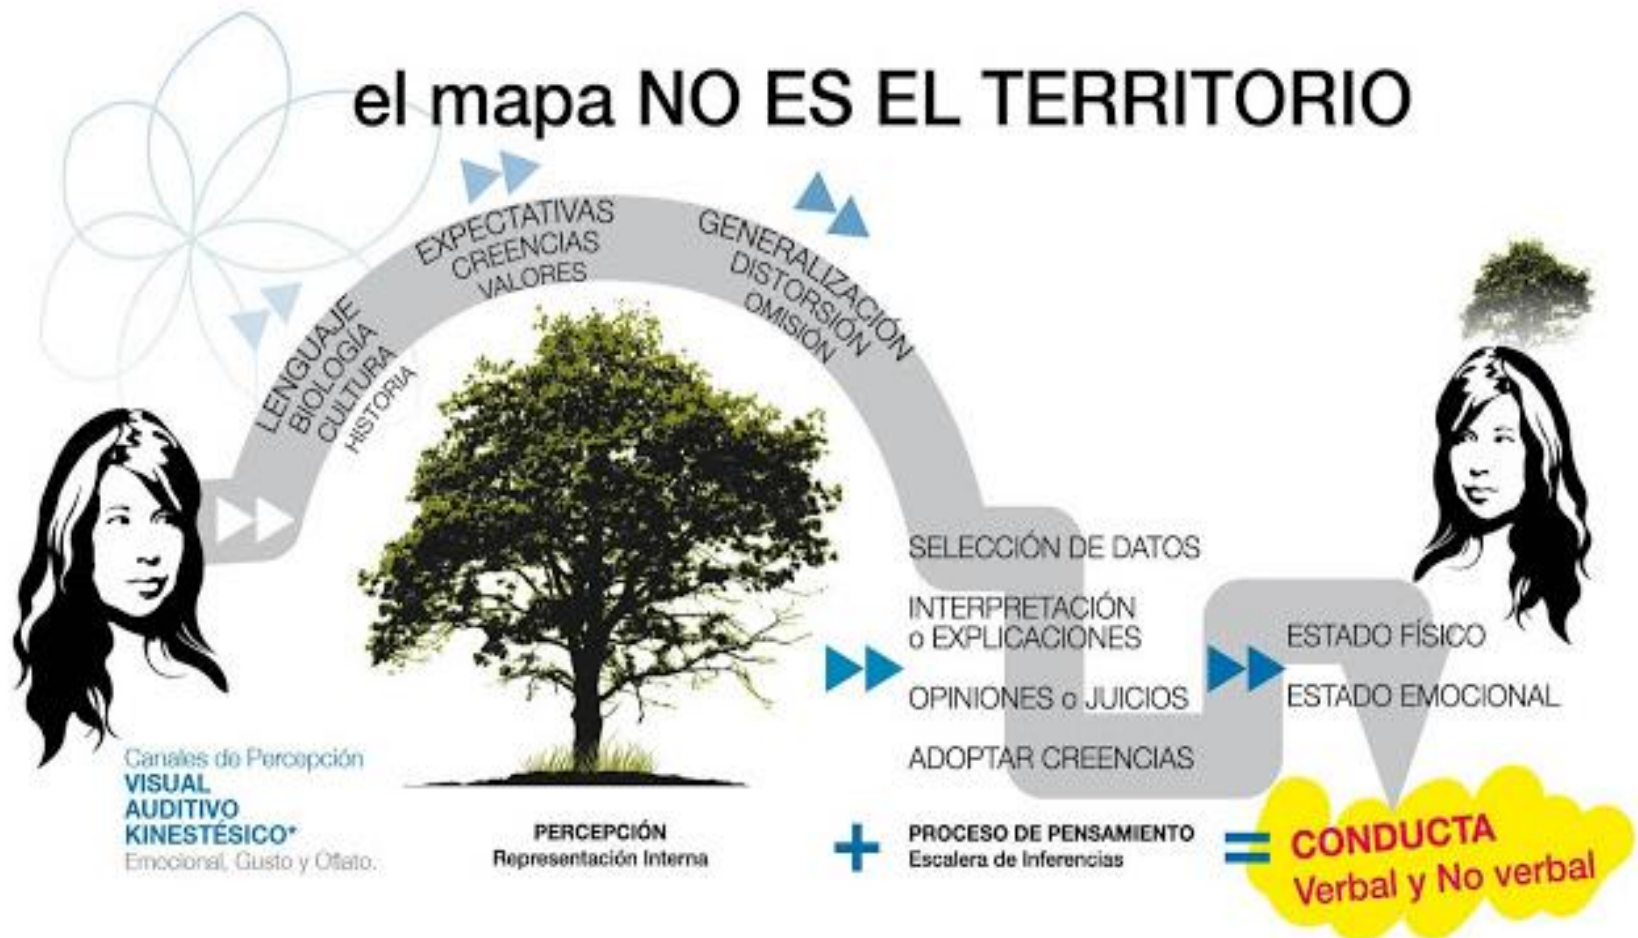 el mapa NO ES EL TERRITORIO
LENGUAJE
BIOLOGÍA
CULTURA
HISTORIA
EXPECTATIVAS
CREENCIAS
VALORES
GENERALIZACIÓN
DISTORSIÓN
OMISIÓN
Canales de Percepción
VISUAL
AUDITIVO
KINESTÉSICO*
Emocional, Gusto y Olfato.
PERCEPCIÓN
Representación Interna
+
SELECCIÓN DE DATOS
INTERPRETACIÓN
o EXPLICACIONES
OPINIONES o JUICIOS
ADOPTAR CREENCIAS
PROCESO DE PENSAMIENTO
Escalera de Inferencias
=
ESTADO FÍSICO
ESTADO EMOCIONAL
CONDUCTA
Verbal y No verbal